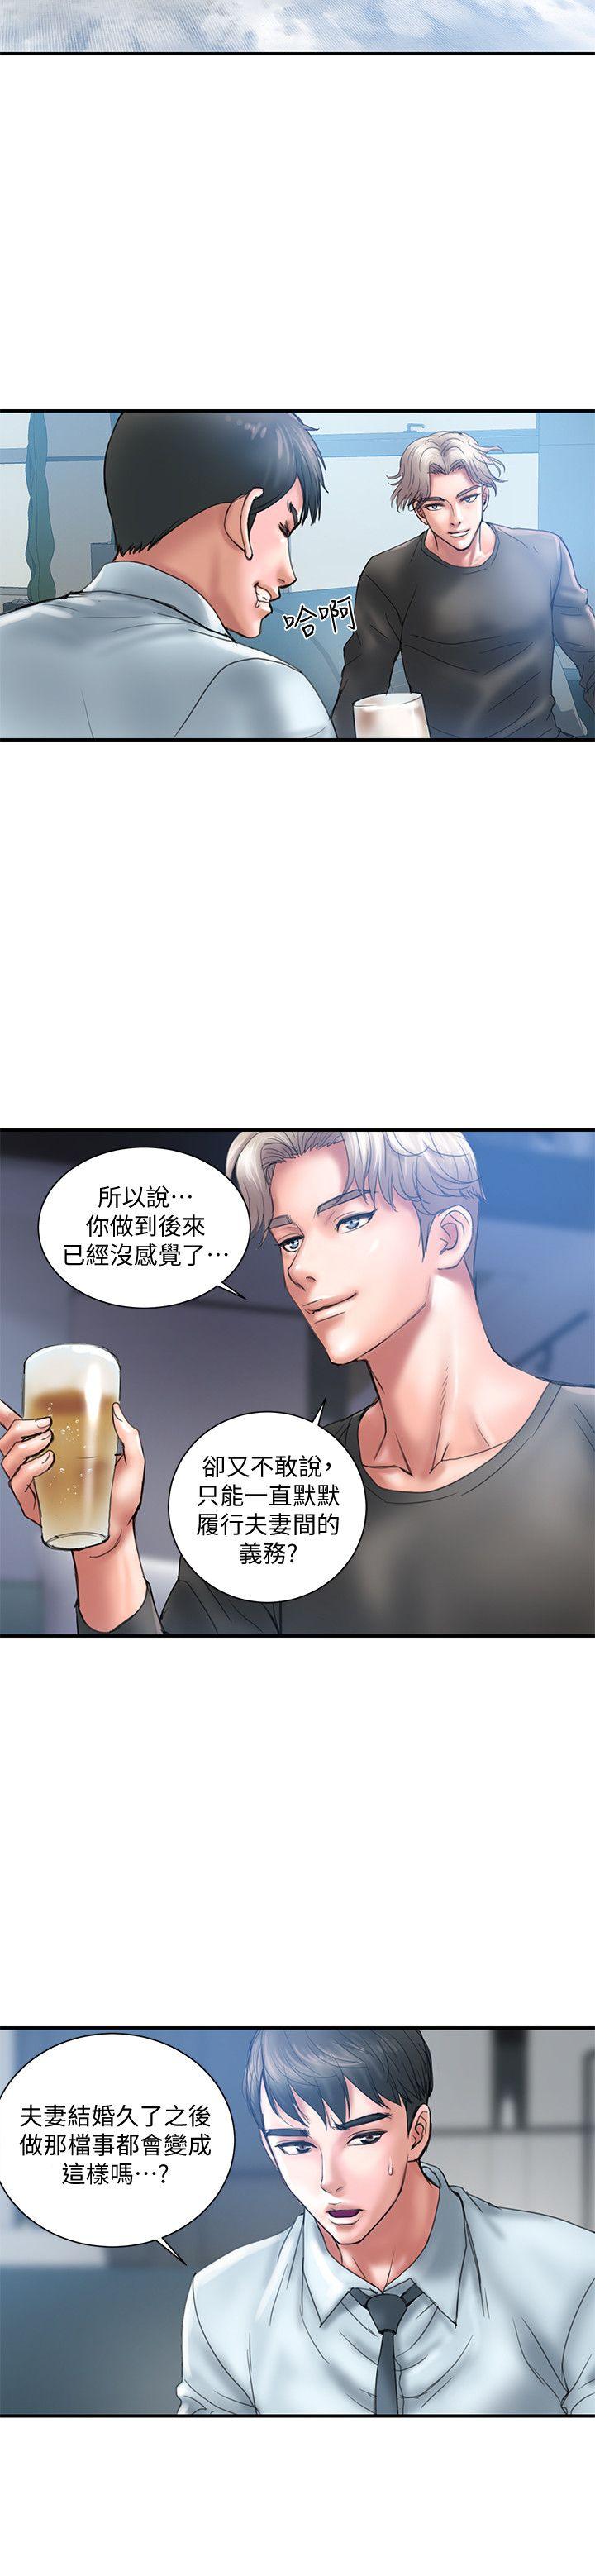 哈啊
所以說⋯
你做到後來
已經沒感覺了⋯
卻又不敢說，
只能一直默默
履行夫妻間的
義務?
夫妻結婚久了之後
做那檔事都會變成
這樣嗎⋯?